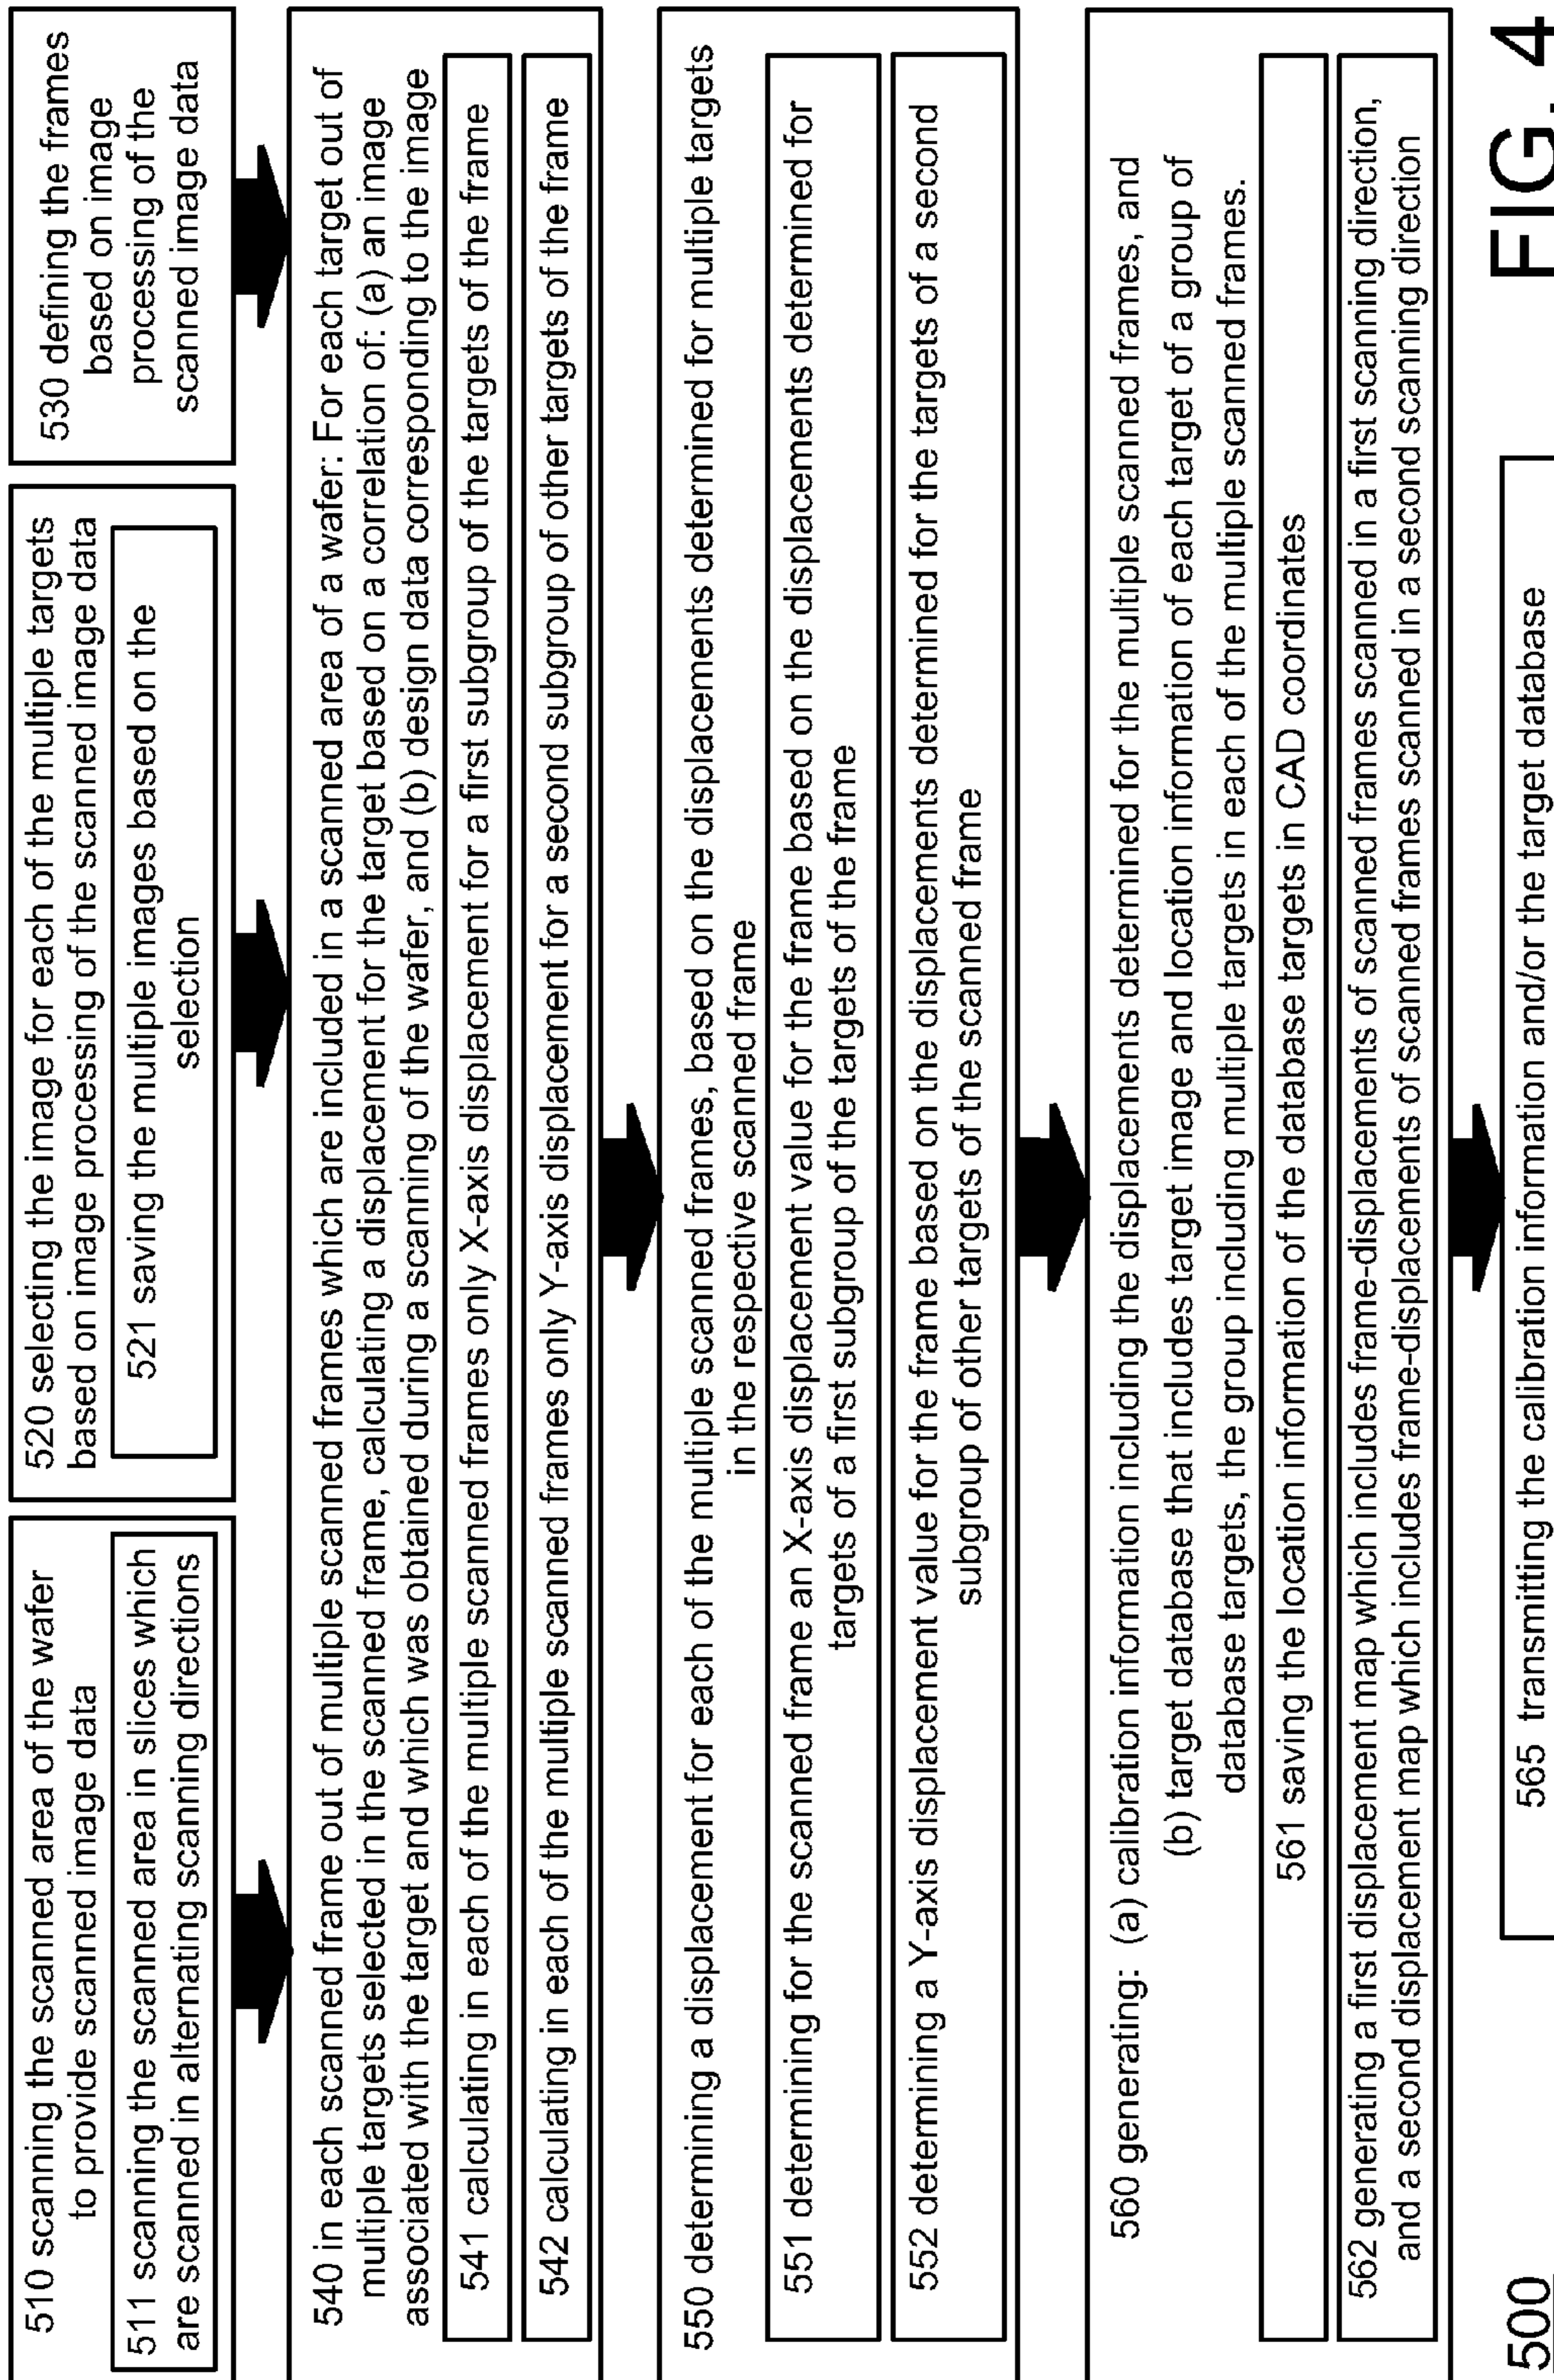 510 scanning the scanned area of the wafer
to provide scanned image data
511 scanning the scanned area in slices which
are scanned in alternating scanning directions
520 selecting the image for each of the multiple targets
based on image processing of the scanned image data
521 saving the multiple images based on the
selection
530 defining the frames
based on image
processing of the
scanned image data
540 in each scanned frame out of multiple scanned frames which are included in a scanned area of a wafer: For each target out of
multiple targets selected in the scanned frame, calculating a displacement for the target based on a correlation of: (a) an image
associated with the target and which was obtained during a scanning of the wafer, and (b) design data corresponding to the image
541 calculating in each of the multiple scanned frames only X-axis displacement for a first subgroup of the targets of the frame
542 calculating in each of the multiple scanned frames only Y-axis displacement for a second subgroup of other targets of the frame
550 determining a displacement for each of the multiple scanned frames, based on the displacements determined for multiple targets
in the respective scanned frame
551 determining for the scanned frame an X-axis displacement value for the frame based on the displacements determined for
targets of a first subgroup of the targets of the frame
552 determining a Y-axis displacement value for the frame based on the displacements determined for the targets of a second
subgroup of other targets of the scanned frame
560 generating: (a) calibration information including the displacements determined for the multiple scanned frames, and
(b) target database that includes target image and location information of each target of a group of
database targets, the group including multiple targets in each of the multiple scanned frames.
561 saving the location information of the database targets in CAD coordinates
562 generating a first displacement map which includes frame-displacements of scanned frames scanned in a first scanning direction,
and a second displacement map which includes frame-displacements of scanned frames scanned in a second scanning direction
565 transmitting the calibration information and/or the target database
500
FIG. 4